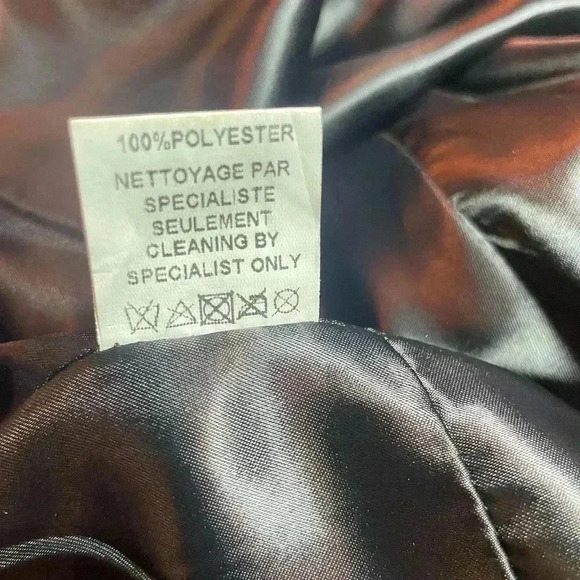 100%POLYESTER
NETTOYAGE PAR
SPECIALISTE
SEULEMENT
CLEANING BY
SPECIALIST ONLY